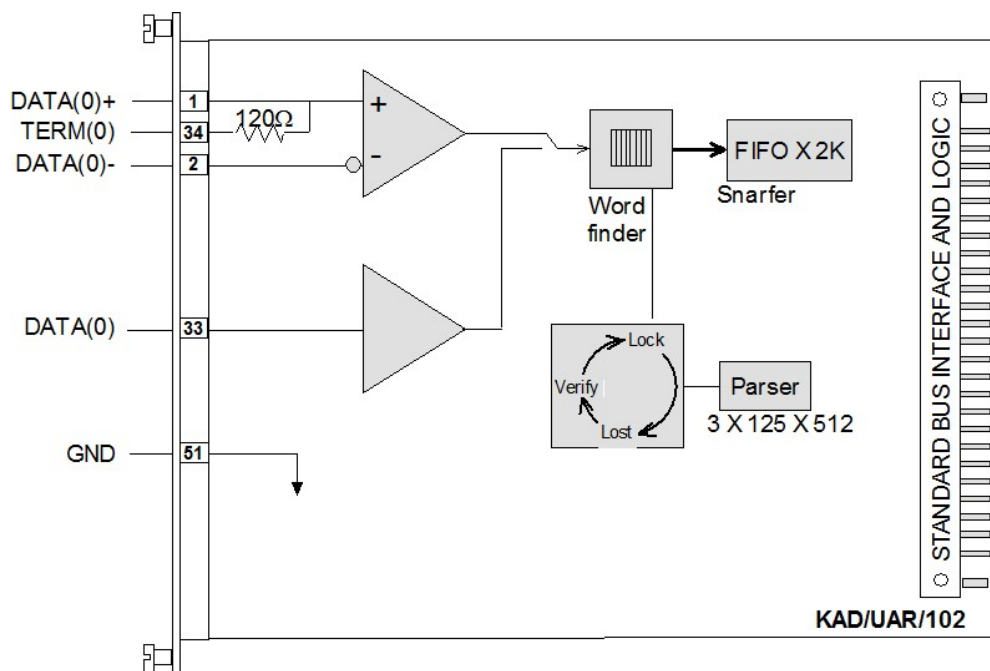 DATA(0)+
1
120Ω
TERM(0)
34
DATA(0)-
2
+
-
Word
finder
FIFO X 2K
Snarfer
DATA(0)
33
Lock
Verify
Lost
Parser
3 X 125 X 512
GND
51
STANDARD BUS INTERFACE AND LOGIC
KAD/UAR/102